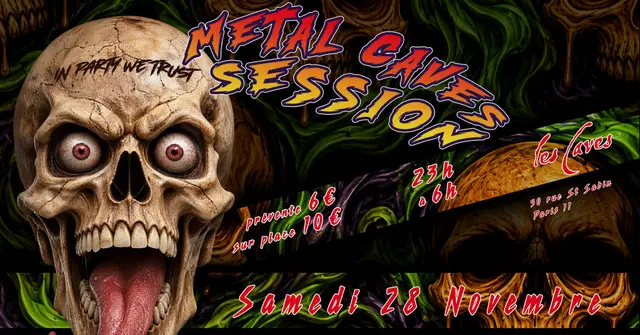 IN PARTY WE TRUST
METAL CAVES
SESSION
23h
à 6h
Les Caves
30 rue St Sabin
Paris 11
prévente 6€
sur place 10€
Samedi 28 Novembre